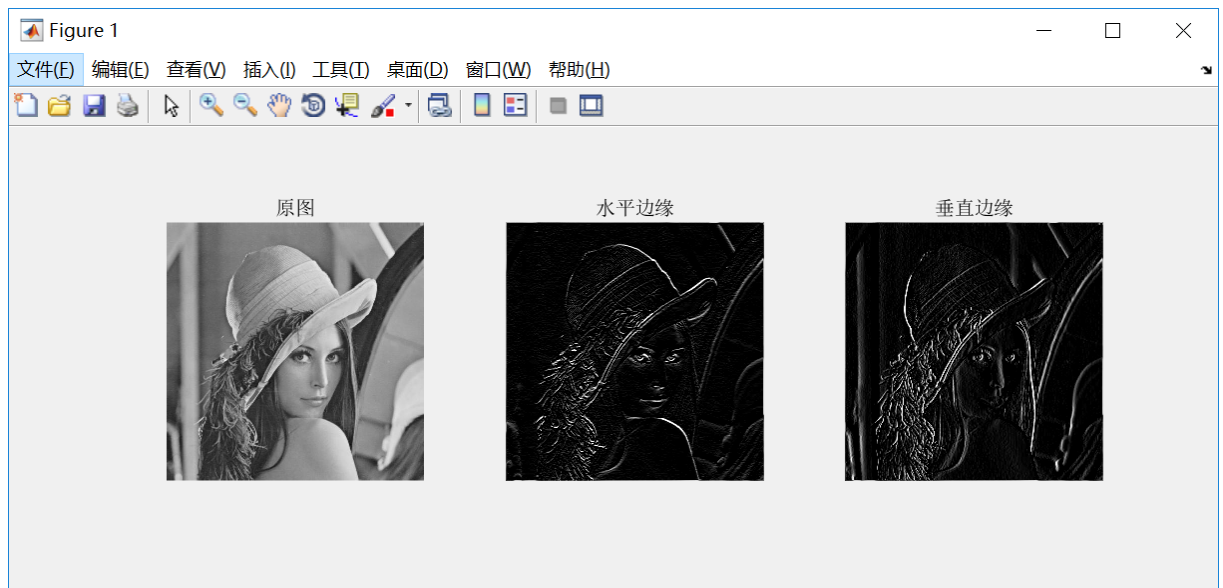 Figure 1
文件(F) 编辑(E) 查看(V) 插入(I) 工具(T) 桌面(D) 窗口(W) 帮助(H)
原图 水平边缘 垂直边缘